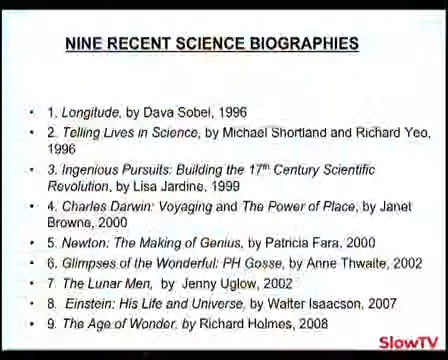 NINE RECENT SCIENCE BIOGRAPHIES
• 1. Longitude, by Dava Sobel, 1996
• 2. Telling Lives in Science, by Michael Shortland and Richard Yeo,
1996
• 3. Ingenious Pursuits: Building the 17th Century Scientific
Revolution, by Lisa Jardine, 1999
• 4. Charles Darwin: Voyaging and The Power of Place, by Janet
Browne, 2000
• 5. Newton: The Making of Genius, by Patricia Fara, 2000
• 6. Glimpses of the Wonderful: PH Gosse, by Anne Thwaite, 2002
• 7. The Lunar Men, by Jenny Uglow, 2002
• 8. Einstein: His Life and Universe, by Walter Isaacson, 2007
• 9. The Age of Wonder, by Richard Holmes, 2008
SlowTV